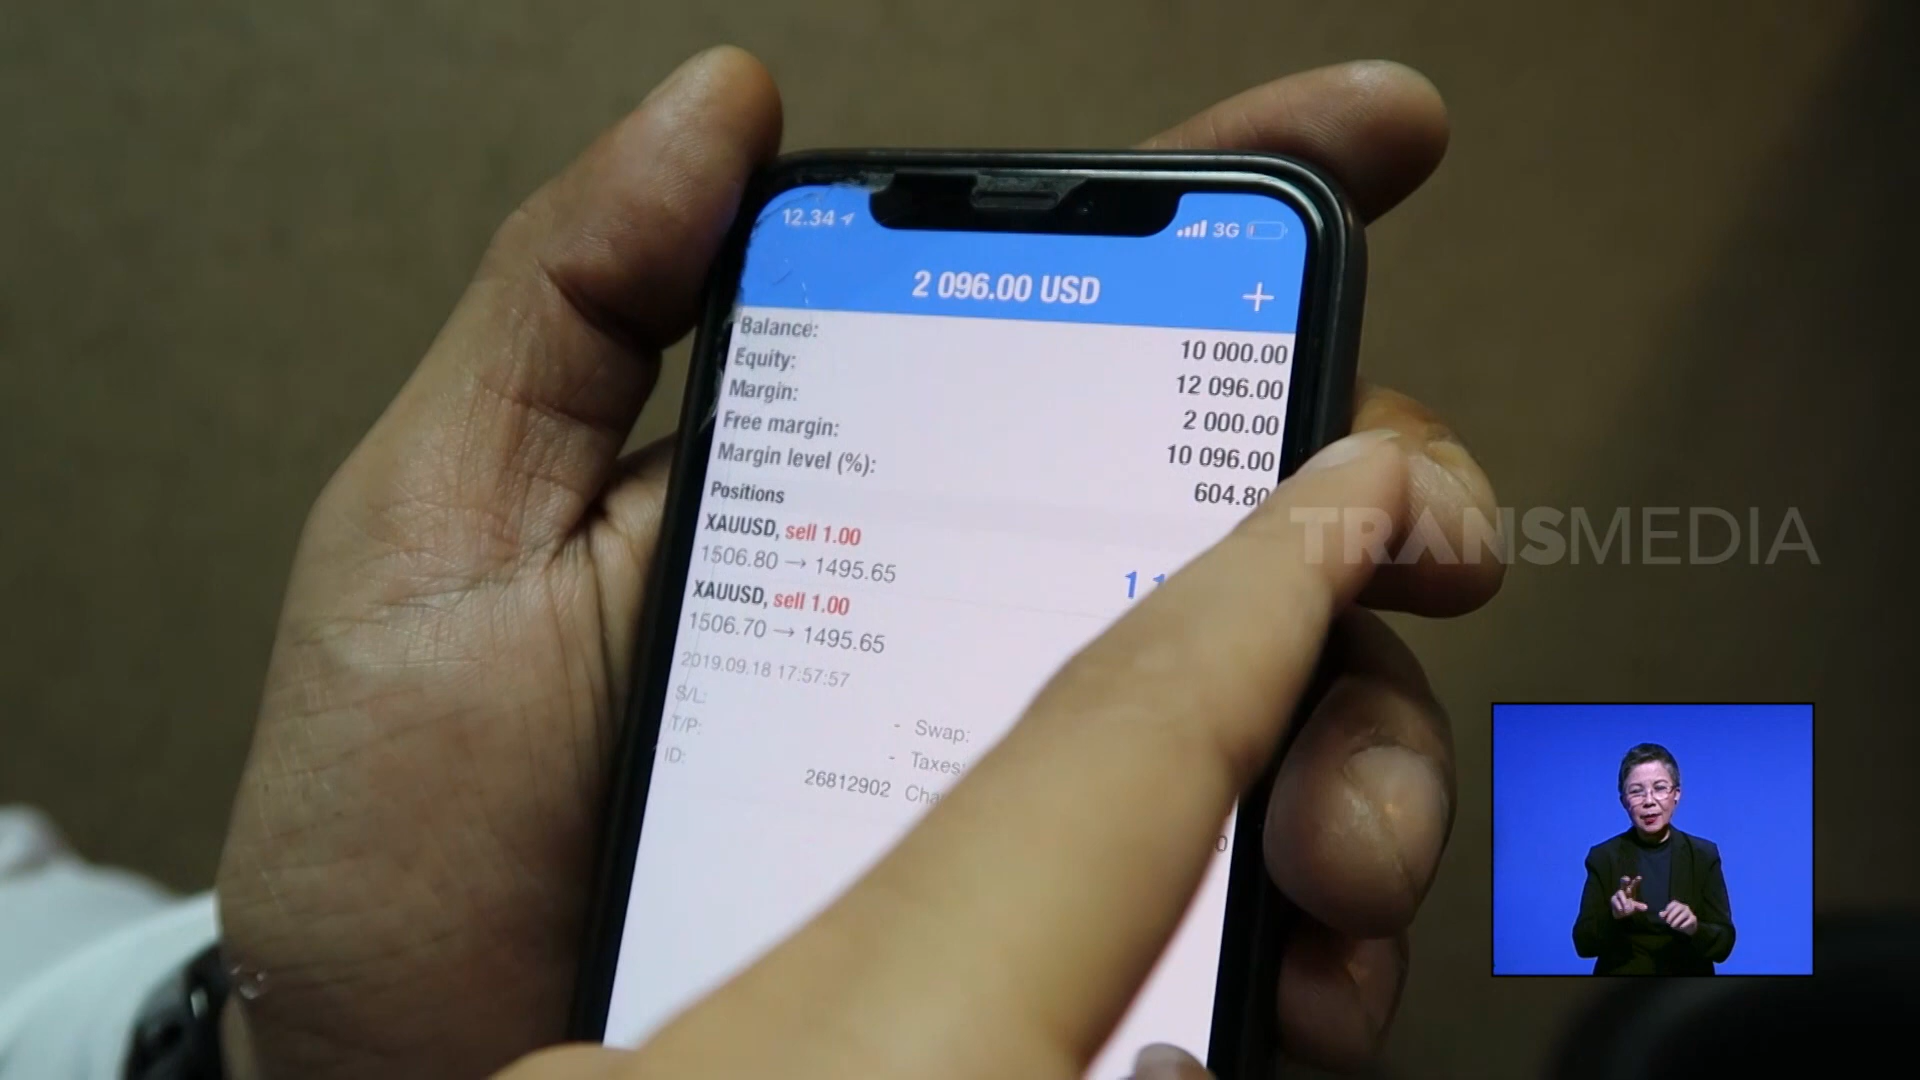 12.34
3G
2 096.00 USD +
Balance: 10 000.00
Equity: 12 096.00
Margin: 2 000.00
Free margin: 10 096.00
Margin level (%): 604.80
Positions
XAUUSD, sell 1.00
1506.80 → 1495.65
XAUUSD, sell 1.00
1506.70 → 1495.65
2019.09.18 17:57:57
S/L: - Swap:
T/P: - Taxes:
ID: 26812902
TRANSMEDIA